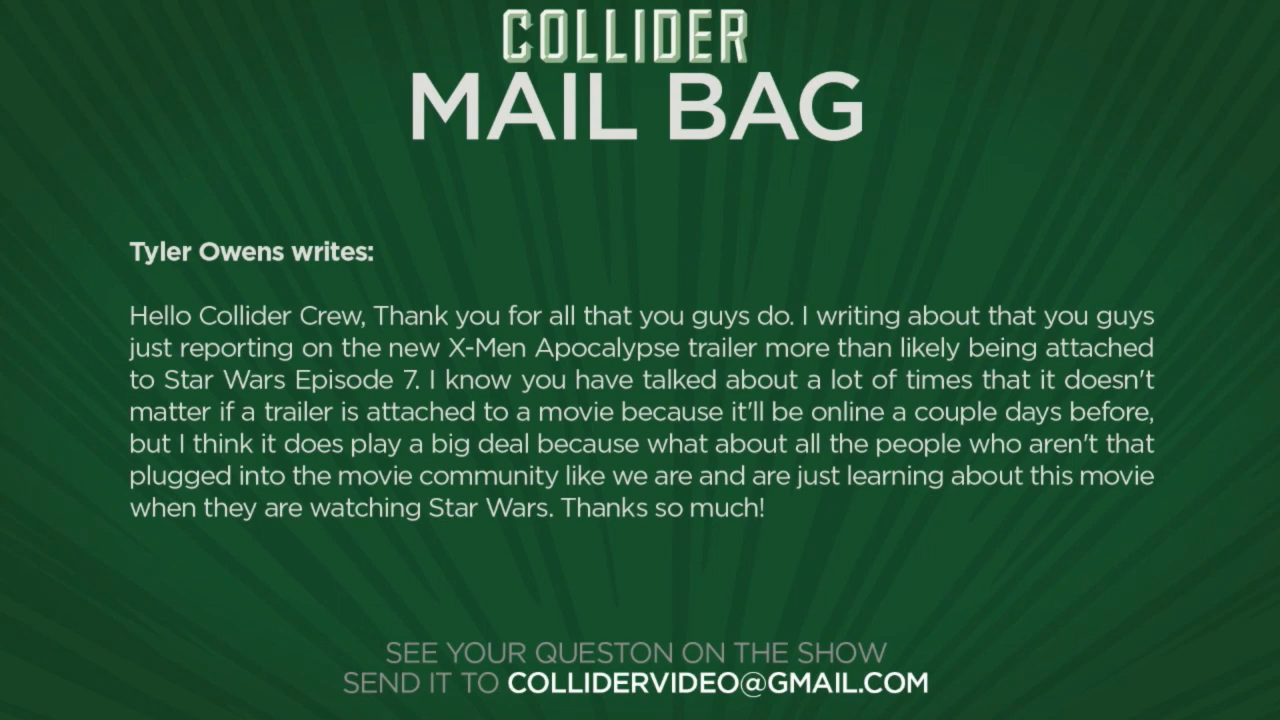 COLLIDER
MAIL BAG
Tyler Owens writes:
Hello Collider Crew, Thank you for all that you guys do. I writing about that you guys
just reporting on the new X-Men Apocalypse trailer more than likely being attached
to Star Wars Episode 7. I know you have talked about a lot of times that it doesn't
matter if a trailer is attached to a movie because it'll be online a couple days before,
but I think it does play a big deal because what about all the people who aren't that
plugged into the movie community like we are and are just learning about this movie
when they are watching Star Wars. Thanks so much!
SEE YOUR QUESTON ON THE SHOW
SEND IT TO COLLIDERVIDEO@GMAIL.COM